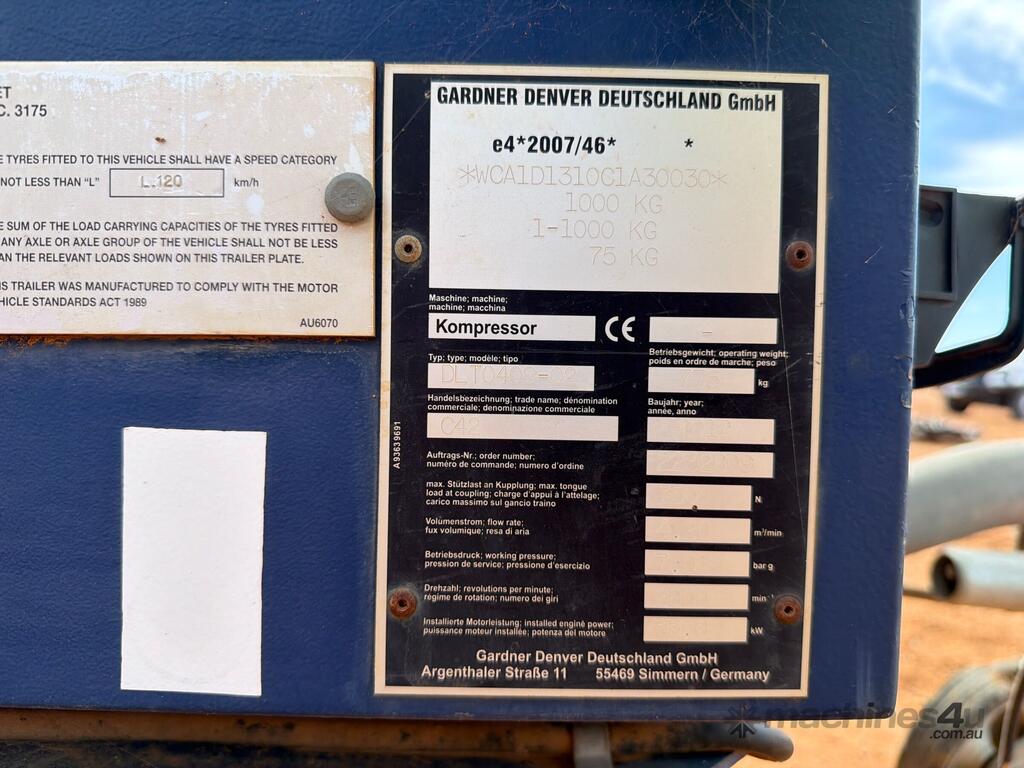 ET
C. 3175
E TYRES FITTED TO THIS VEHICLE SHALL HAVE A SPEED CATEGORY
NOT LESS THAN "L" L.120 km/h
E SUM OF THE LOAD CARRYING CAPACITIES OF THE TYRES FITTED
ANY AXLE OR AXLE GROUP OF THE VEHICLE SHALL NOT BE LESS
AN THE RELEVANT LOADS SHOWN ON THIS TRAILER PLATE.
IS TRAILER WAS MANUFACTURED TO COMPLY WITH THE MOTOR
HICLE STANDARDS ACT 1989
AU6070
GARDNER DENVER DEUTSCHLAND GmbH
e4*2007/46* *
*WCA1D1310C1A30030*
1000 KG
1-1000 KG
75 KG
Maschine; machine;
machine; macchina
Kompressor CE -
Typ; type; modèle; tipo
Betriebsgewicht; operating weight;
poids en ordre de marche; peso
kg
Handelsbezeichnung; trade name; dénomination
commerciale; denominazione commerciale
C42
Baujahr; year;
année, anno
Auftrags-Nr.; order number;
numéro de commande; numero d'ordine
max. Stützlast an Kupplung; max. tongue
load at coupling; charge d'appui à l'attelage;
carico massimo sul gancio traino
N
Volumenstrom; flow rate;
fux volumique; resa di aria
m³/min
Betriebsdruck; working pressure;
pression de service; pressione d'esercizio
bar g
Drehzahl; revolutions per minute;
régime de rotation; numero dei giri
min⁻¹
Installierte Motorleistung; installed engine power;
puissance moteur installée; potenza del motore
kW
A93639691
Gardner Denver Deutschland GmbH
Argenthaler Straße 11 55469 Simmern / Germany
machines4u
.com.au